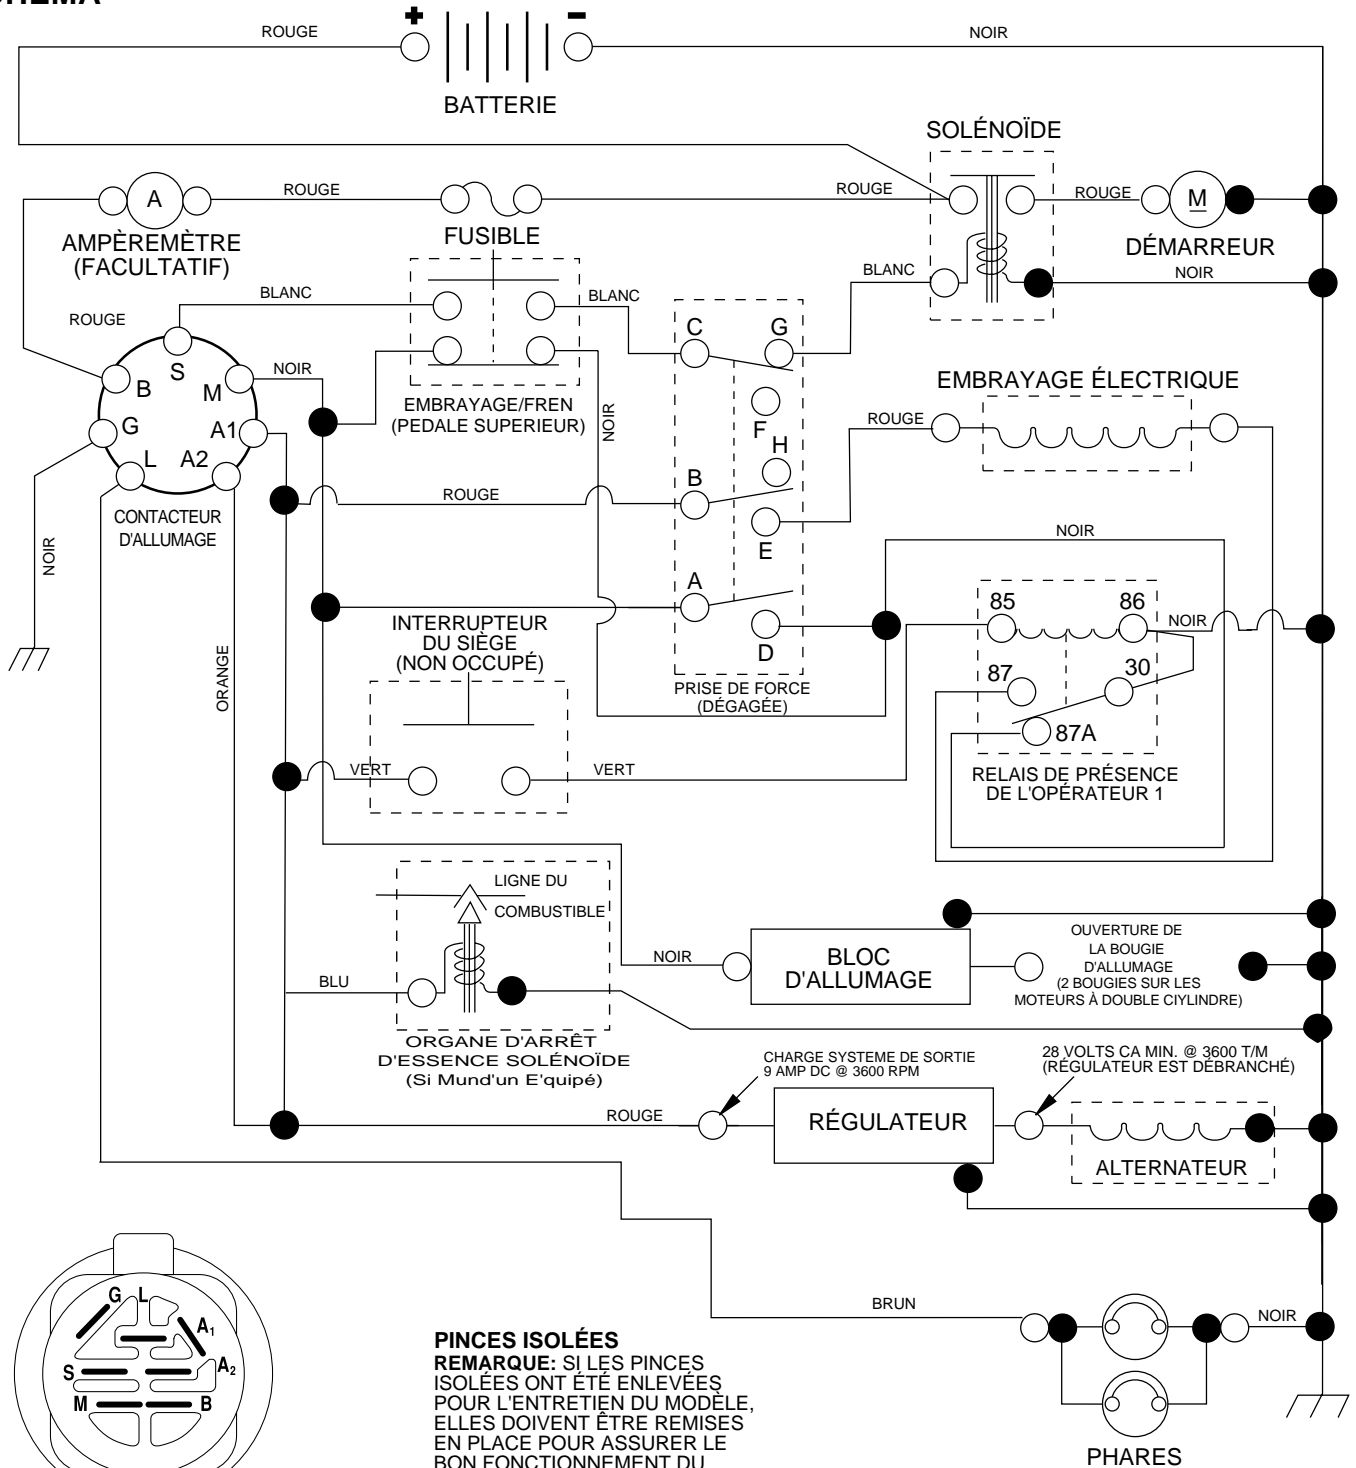 ROUGE
+
-
NOIR
BATTERIE
SOLÉNOÏDE
A
ROUGE
ROUGE
ROUGE
M
AMPÈREMÈTRE
(FACULTATIF)
FUSIBLE
DÉMARREUR
BLANC
NOIR
BLANC
BLANC
ROUGE
C
G
S
B
M
NOIR
EMBRAYAGE ÉLECTRIQUE
EMBRAYAGE/FREN
(PEDALE SUPERIEUR)
NOIR
F
ROUGE
G
A1
H
L
A2
B
ROUGE
CONTACTEUR
D'ALLUMAGE
E
NOIR
NOIR
A
85
86
NOIR
INTERRUPTEUR
DU SIÈGE
(NON OCCUPÉ)
D
ORANGE
87
30
PRISE DE FORCE
(DÉGAGÉE)
87A
VERT
VERT
RELAIS DE PRÉSENCE
DE L'OPÉRATEUR 1
LIGNE DU
COMBUSTIBLE
NOIR
BLOC
D'ALLUMAGE
OUVERTURE DE
LA BOUGIE
D'ALLUMAGE
(2 BOUGIES SUR LES
MOTEURS À DOUBLE CIYLINDRE)
BLU
ORGANE D'ARRÊT
D'ESSENCE SOLÉNOÏDE
(Si Mund'un E'quipé)
CHARGE SYSTEME DE SORTIE
9 AMP DC @ 3600 RPM
28 VOLTS CA MIN. @ 3600 T/M
(RÉGULATEUR EST DÉBRANCHÉ)
ROUGE
RÉGULATEUR
ALTERNATEUR
BRUN
NOIR
G
L
A1
S
A2
M
B
PINCES ISOLÉES
REMARQUE: SI LES PINCES
ISOLÉES ONT ÉTÉ ENLEVÉES
POUR L'ENTRETIEN DU MODÈLE,
ELLES DOIVENT ÊTRE REMISES
EN PLACE POUR ASSURER LE
BON FONCTIONNEMENT DU
PHARES